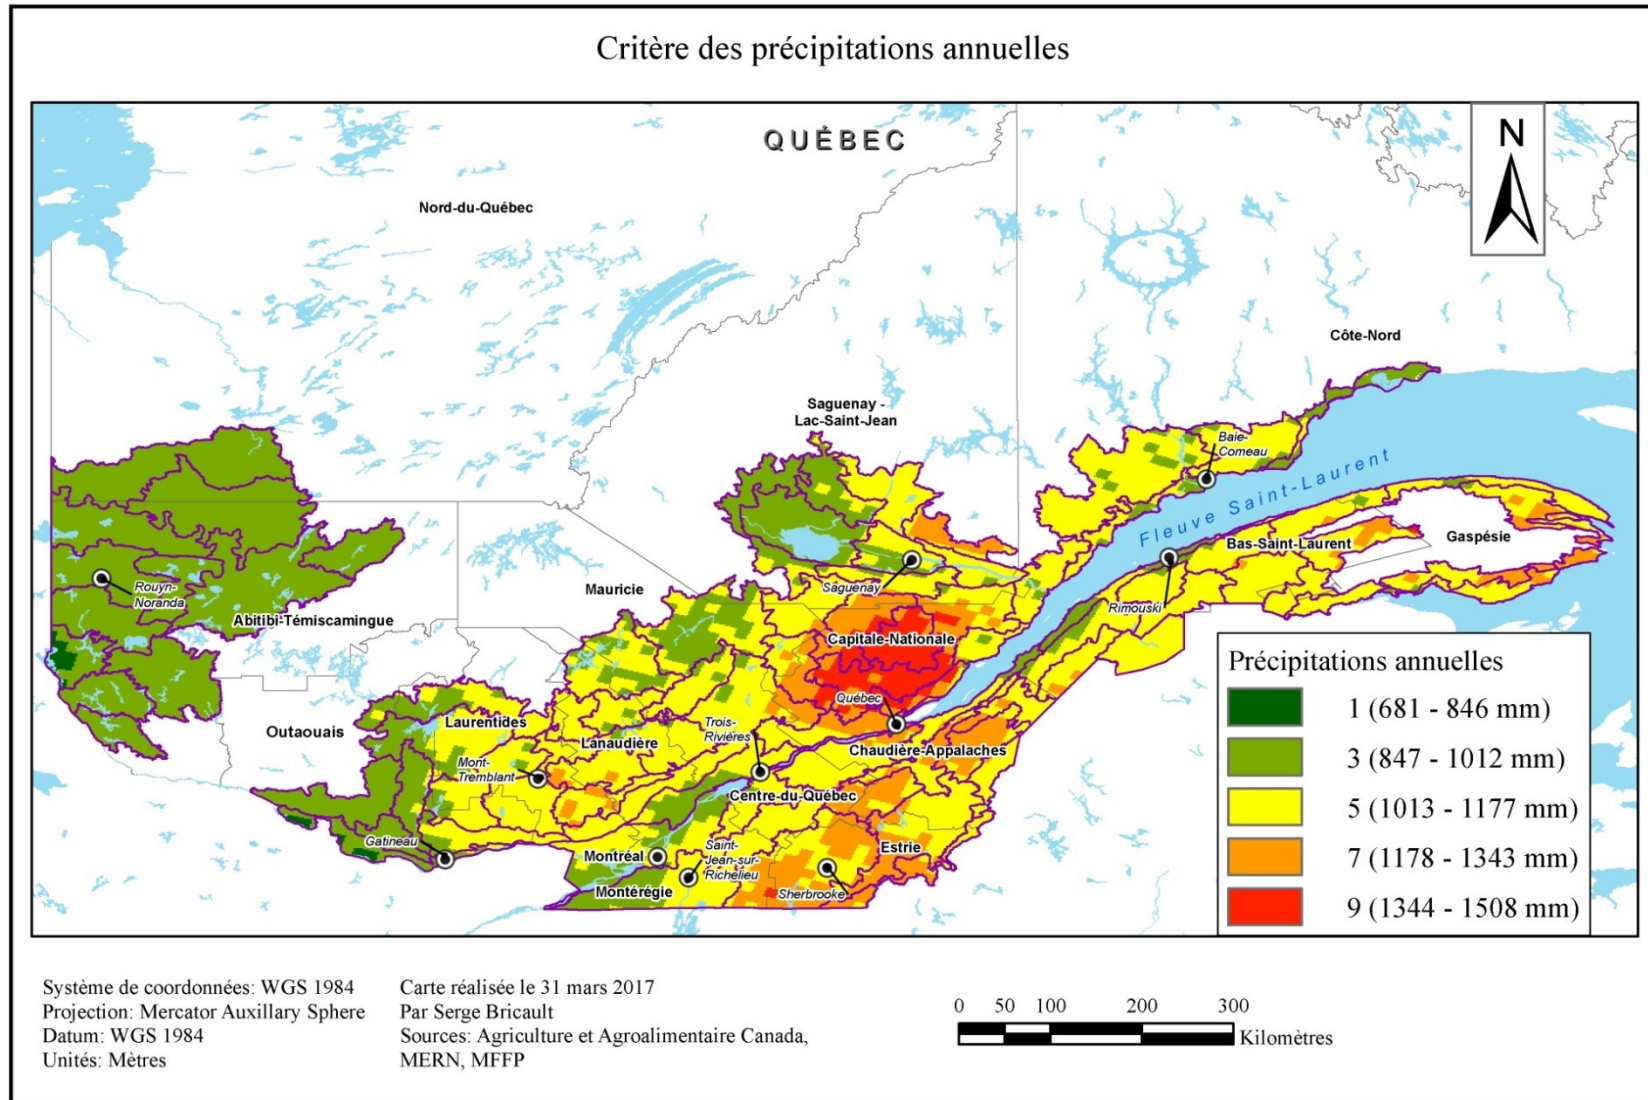 Critère des précipitations annuelles
QUÉBEC
N
Nord-du-Québec
Côte-Nord
Saguenay -
Lac-Saint-Jean
Baie-
Comeau
Fleuve Saint-Laurent
Bas-Saint-Laurent
Gaspésie
Rouyn-
Noranda
Mauricie
Saguenay
Rimouski
Abitibi-Témiscamingue
Capitale-Nationale
Québec
Outaouais
Laurentides
Trois-
Rivières
Lanaudière
Chaudière-Appalaches
Mont-
Tremblant
Centre-du-Québec
Gatineau
Montréal
Saint-
Jean-sur-
Richelieu
Estrie
Montérégie
Sherbrooke
Précipitations annuelles
1 (681 - 846 mm)
3 (847 - 1012 mm)
5 (1013 - 1177 mm)
7 (1178 - 1343 mm)
9 (1344 - 1508 mm)
Système de coordonnées: WGS 1984
Projection: Mercator Auxillary Sphere
Datum: WGS 1984
Unités: Mètres
Carte réalisée le 31 mars 2017
Par Serge Bricault
Sources: Agriculture et Agroalimentaire Canada,
MERN, MFFP
0 50 100 200 300
Kilomètres